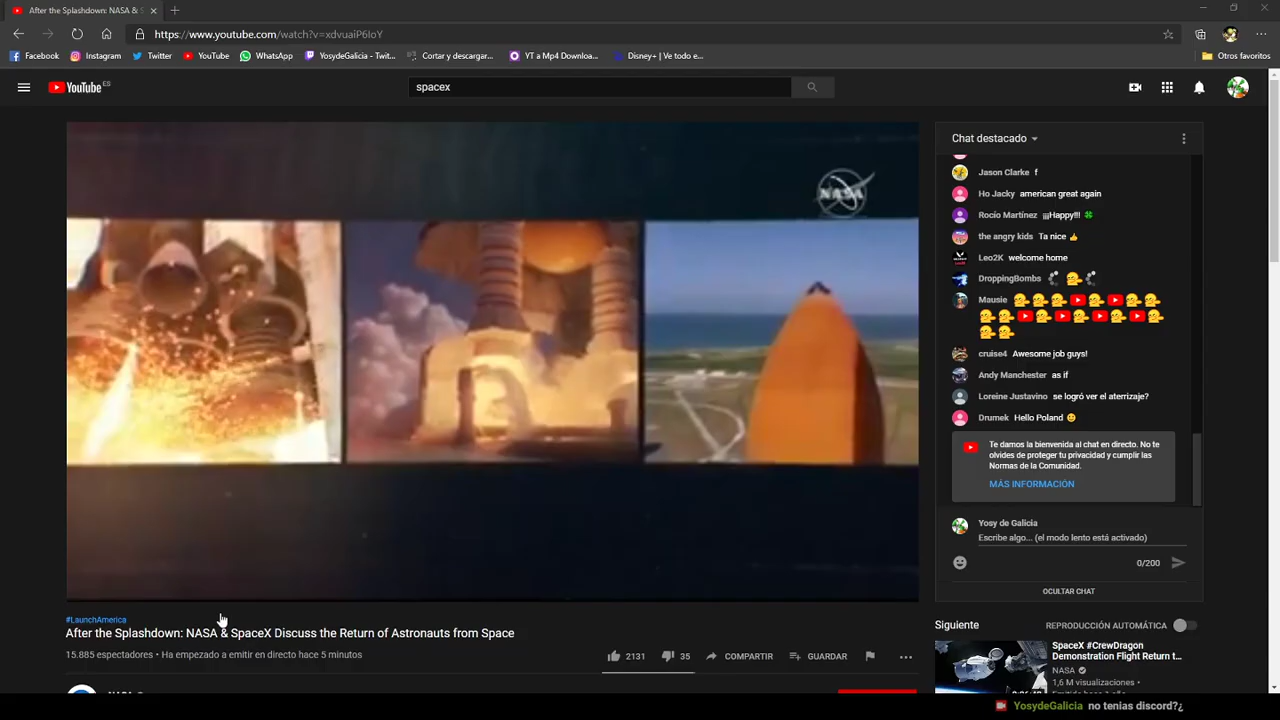 After the Splashdown: NASA & S
https://www.youtube.com/watch?v=xdvuaiP6IoY
Facebook Instagram Twitter YouTube WhatsApp YosydeGalicia - Twit... Cortar y descargar... YT a Mp4 Downloa... Disney+ | Ve todo e... Otros favoritos
YouTube ES
spacex
NASA
Chat destacado
Jason Clarke f
Ho Jacky american great again
Rocío Martínez ¡¡¡Happy!!! 🍀
the angry kids Ta nice 👍
Leo2K welcome home
DroppingBombs
Mausie
cruise4 Awesome job guys!
Andy Manchester as if
Loreine Justavino se logró ver el aterrizaje?
Drumek Hello Poland 🙂
Te damos la bienvenida al chat en directo. No te
olvides de proteger tu privacidad y cumplir las
Normas de la Comunidad.
MÁS INFORMACIÓN
Yosy de Galicia
Escribe algo... (el modo lento está activado)
0/200
OCULTAR CHAT
#LaunchAmerica
After the Splashdown: NASA & SpaceX Discuss the Return of Astronauts from Space
15.885 espectadores • Ha empezado a emitir en directo hace 5 minutos
2131 35 COMPARTIR GUARDAR
Siguiente REPRODUCCIÓN AUTOMÁTICA
SpaceX #CrewDragon
Demonstration Flight Return t...
NASA
1,6 M visualizaciones •
YosydeGalicia no tenias discord?¿